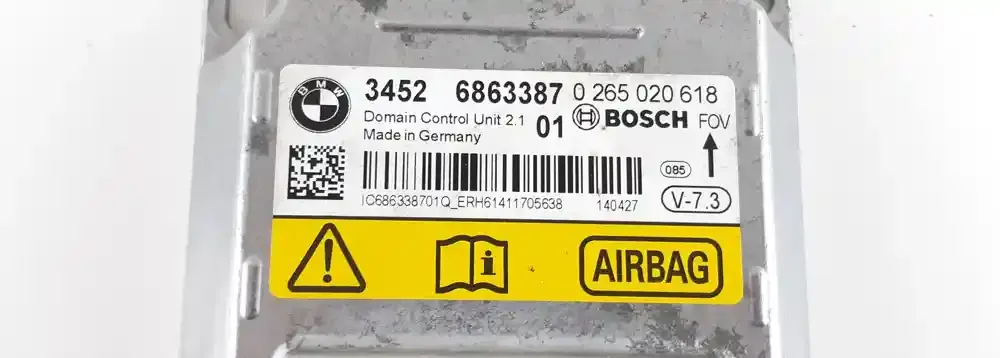 BMW
3452 6863387 0 265 020 618
Domain Control Unit 2.1 01 BOSCH FOV
Made in Germany
085
IC686338701Q_ERH61411705638 140427
V-7.3
AIRBAG